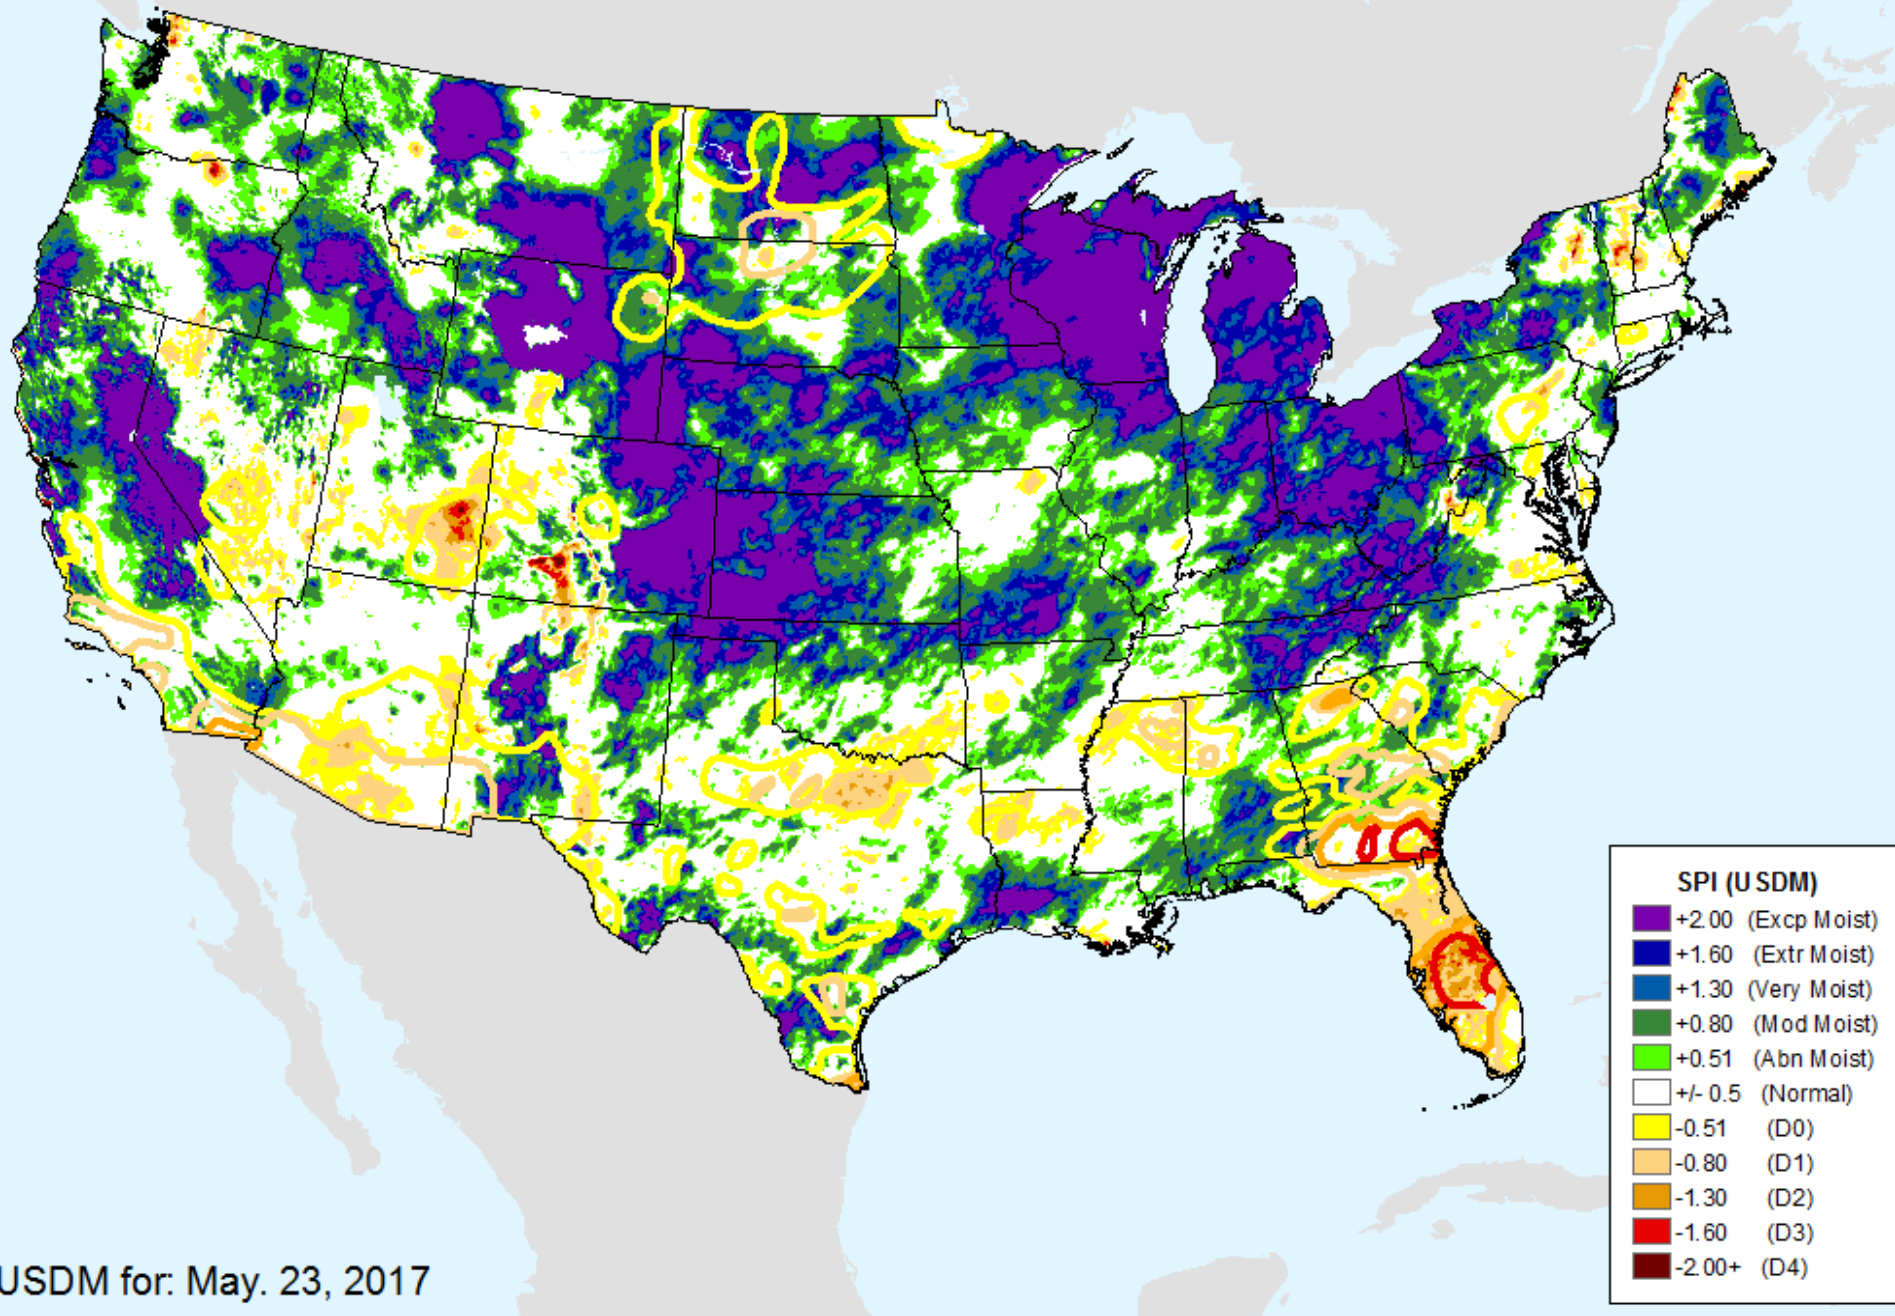 SPI (USDM)
+2.00 (Excp Moist)
+1.60 (Extr Moist)
+1.30 (Very Moist)
+0.80 (Mod Moist)
+0.51 (Abn Moist)
+/- 0.5 (Normal)
-0.51 (D0)
-0.80 (D1)
-1.30 (D2)
-1.60 (D3)
-2.00+ (D4)
USDM for: May. 23, 2017